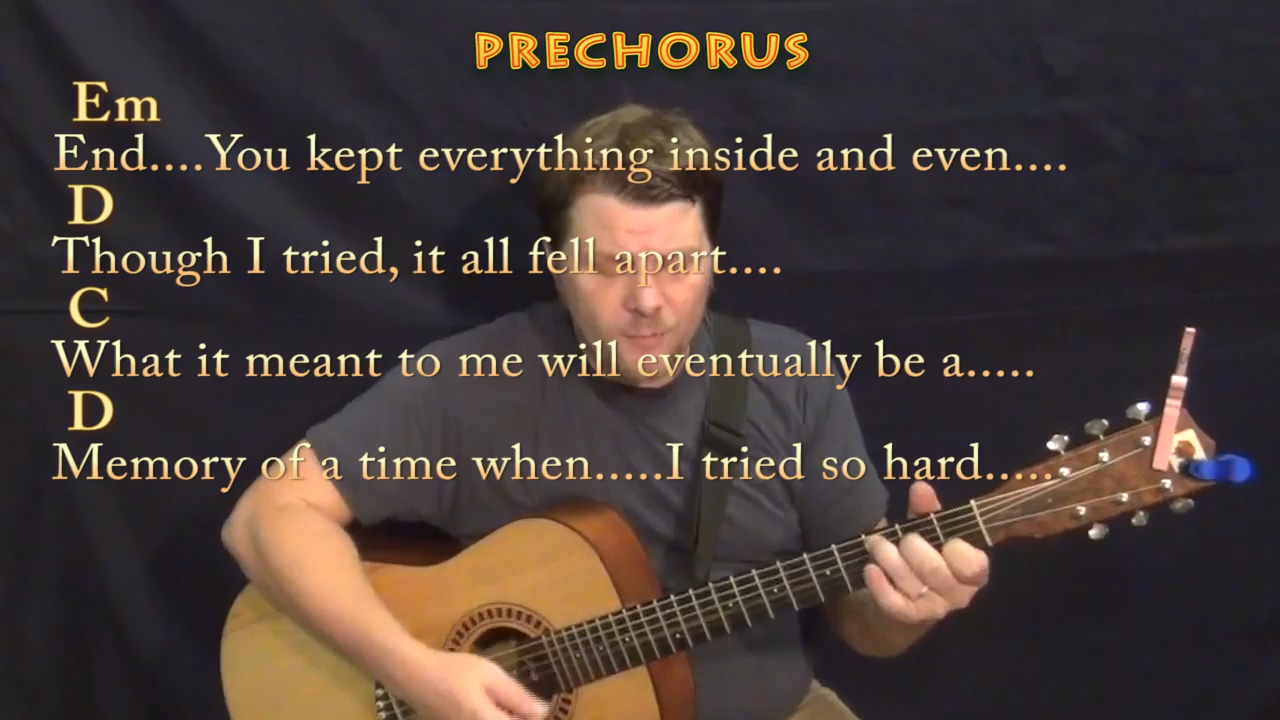 PRECHORUS
Em
End....You kept everything inside and even....
D
Though I tried, it all fell apart....
C
What it meant to me will eventually be a.....
D
Memory of a time when.....I tried so hard.....